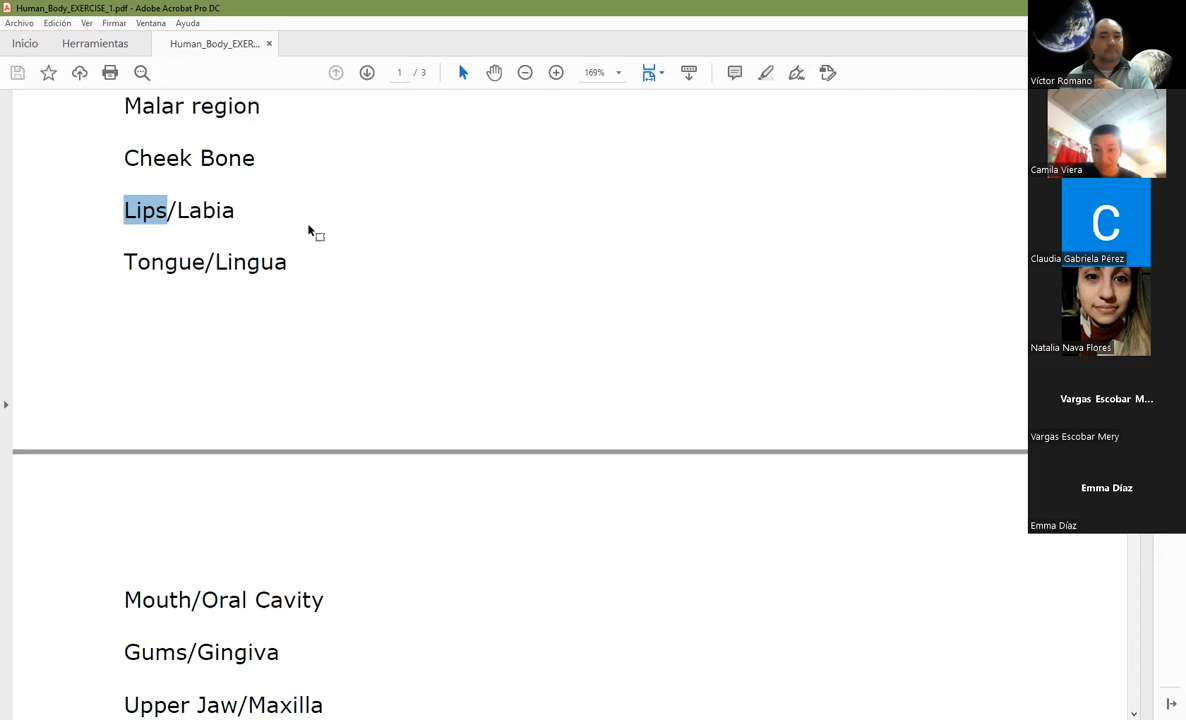 Human_Body_EXERCISE_1.pdf - Adobe Acrobat Pro DC
Archivo Edición Ver Firmar Ventana Ayuda
Inicio Herramientas Human_Body_EXER... ×
1 / 3 169%
Malar region
Cheek Bone
Lips/Labia
Tongue/Lingua
Mouth/Oral Cavity
Gums/Gingiva
Upper Jaw/Maxilla
Víctor Romano
Camila Viera
C
Claudia Gabriela Pérez
Natalia Nava Flores
Vargas Escobar M...
Vargas Escobar Mery
Emma Díaz
Emma Díaz